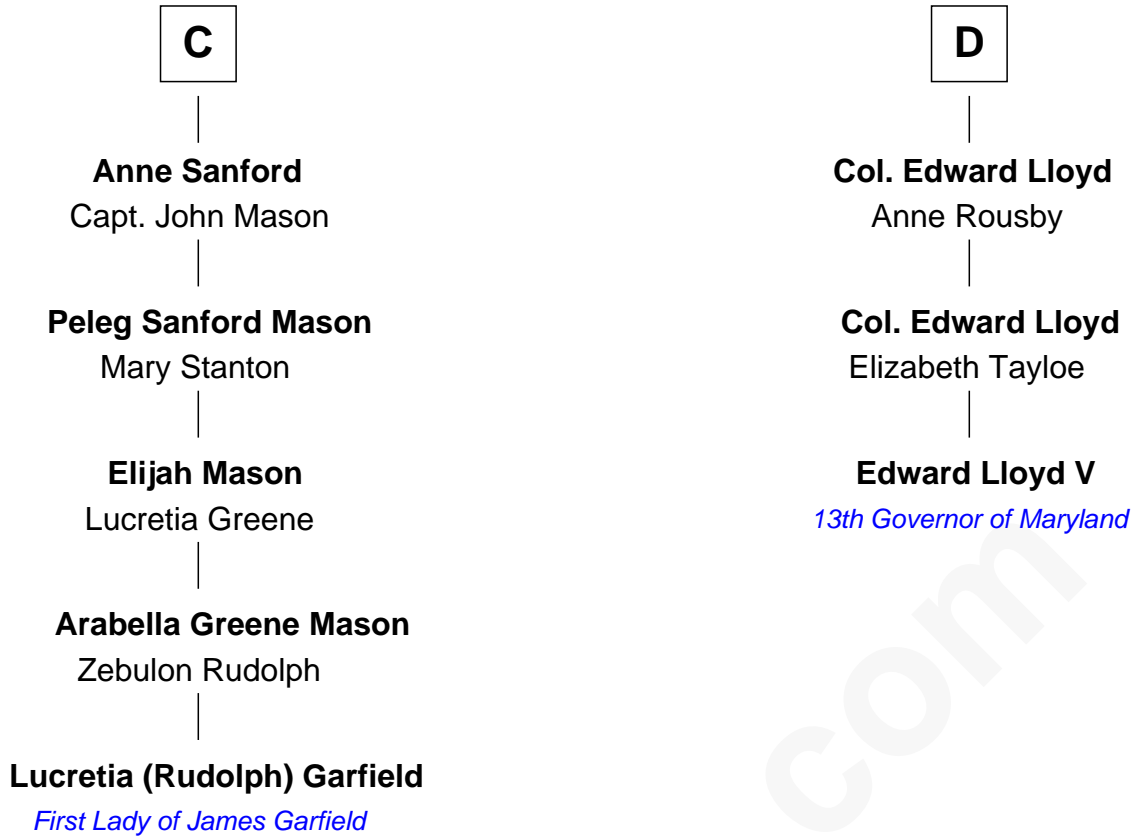 C
Anne Sanford
Capt. John Mason
Peleg Sanford Mason
Mary Stanton
Elijah Mason
Lucretia Greene
Arabella Greene Mason
Zebulon Rudolph
Lucretia (Rudolph) Garfield
First Lady of James Garfield
D
Col. Edward Lloyd
Anne Rousby
Col. Edward Lloyd
Elizabeth Tayloe
Edward Lloyd V
13th Governor of Maryland
com